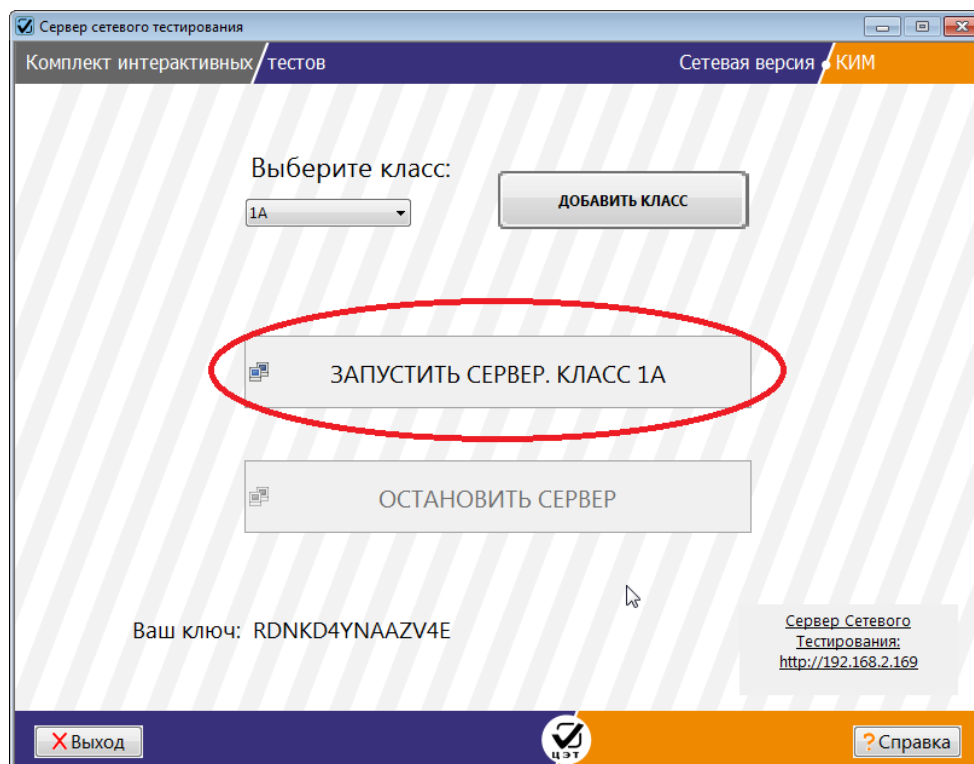 Сервер сетевого тестирования
Комплект интерактивных тестов
Сетевая версия КИМ
Выберите класс:
1А
ДОБАВИТЬ КЛАСС
ЗАПУСТИТЬ СЕРВЕР. КЛАСС 1А
ОСТАНОВИТЬ СЕРВЕР
Ваш ключ: RDNKD4YNAAZV4E
Сервер Сетевого
Тестирования:
http://192.168.2.169
Выход
ЦЭТ
? Справка